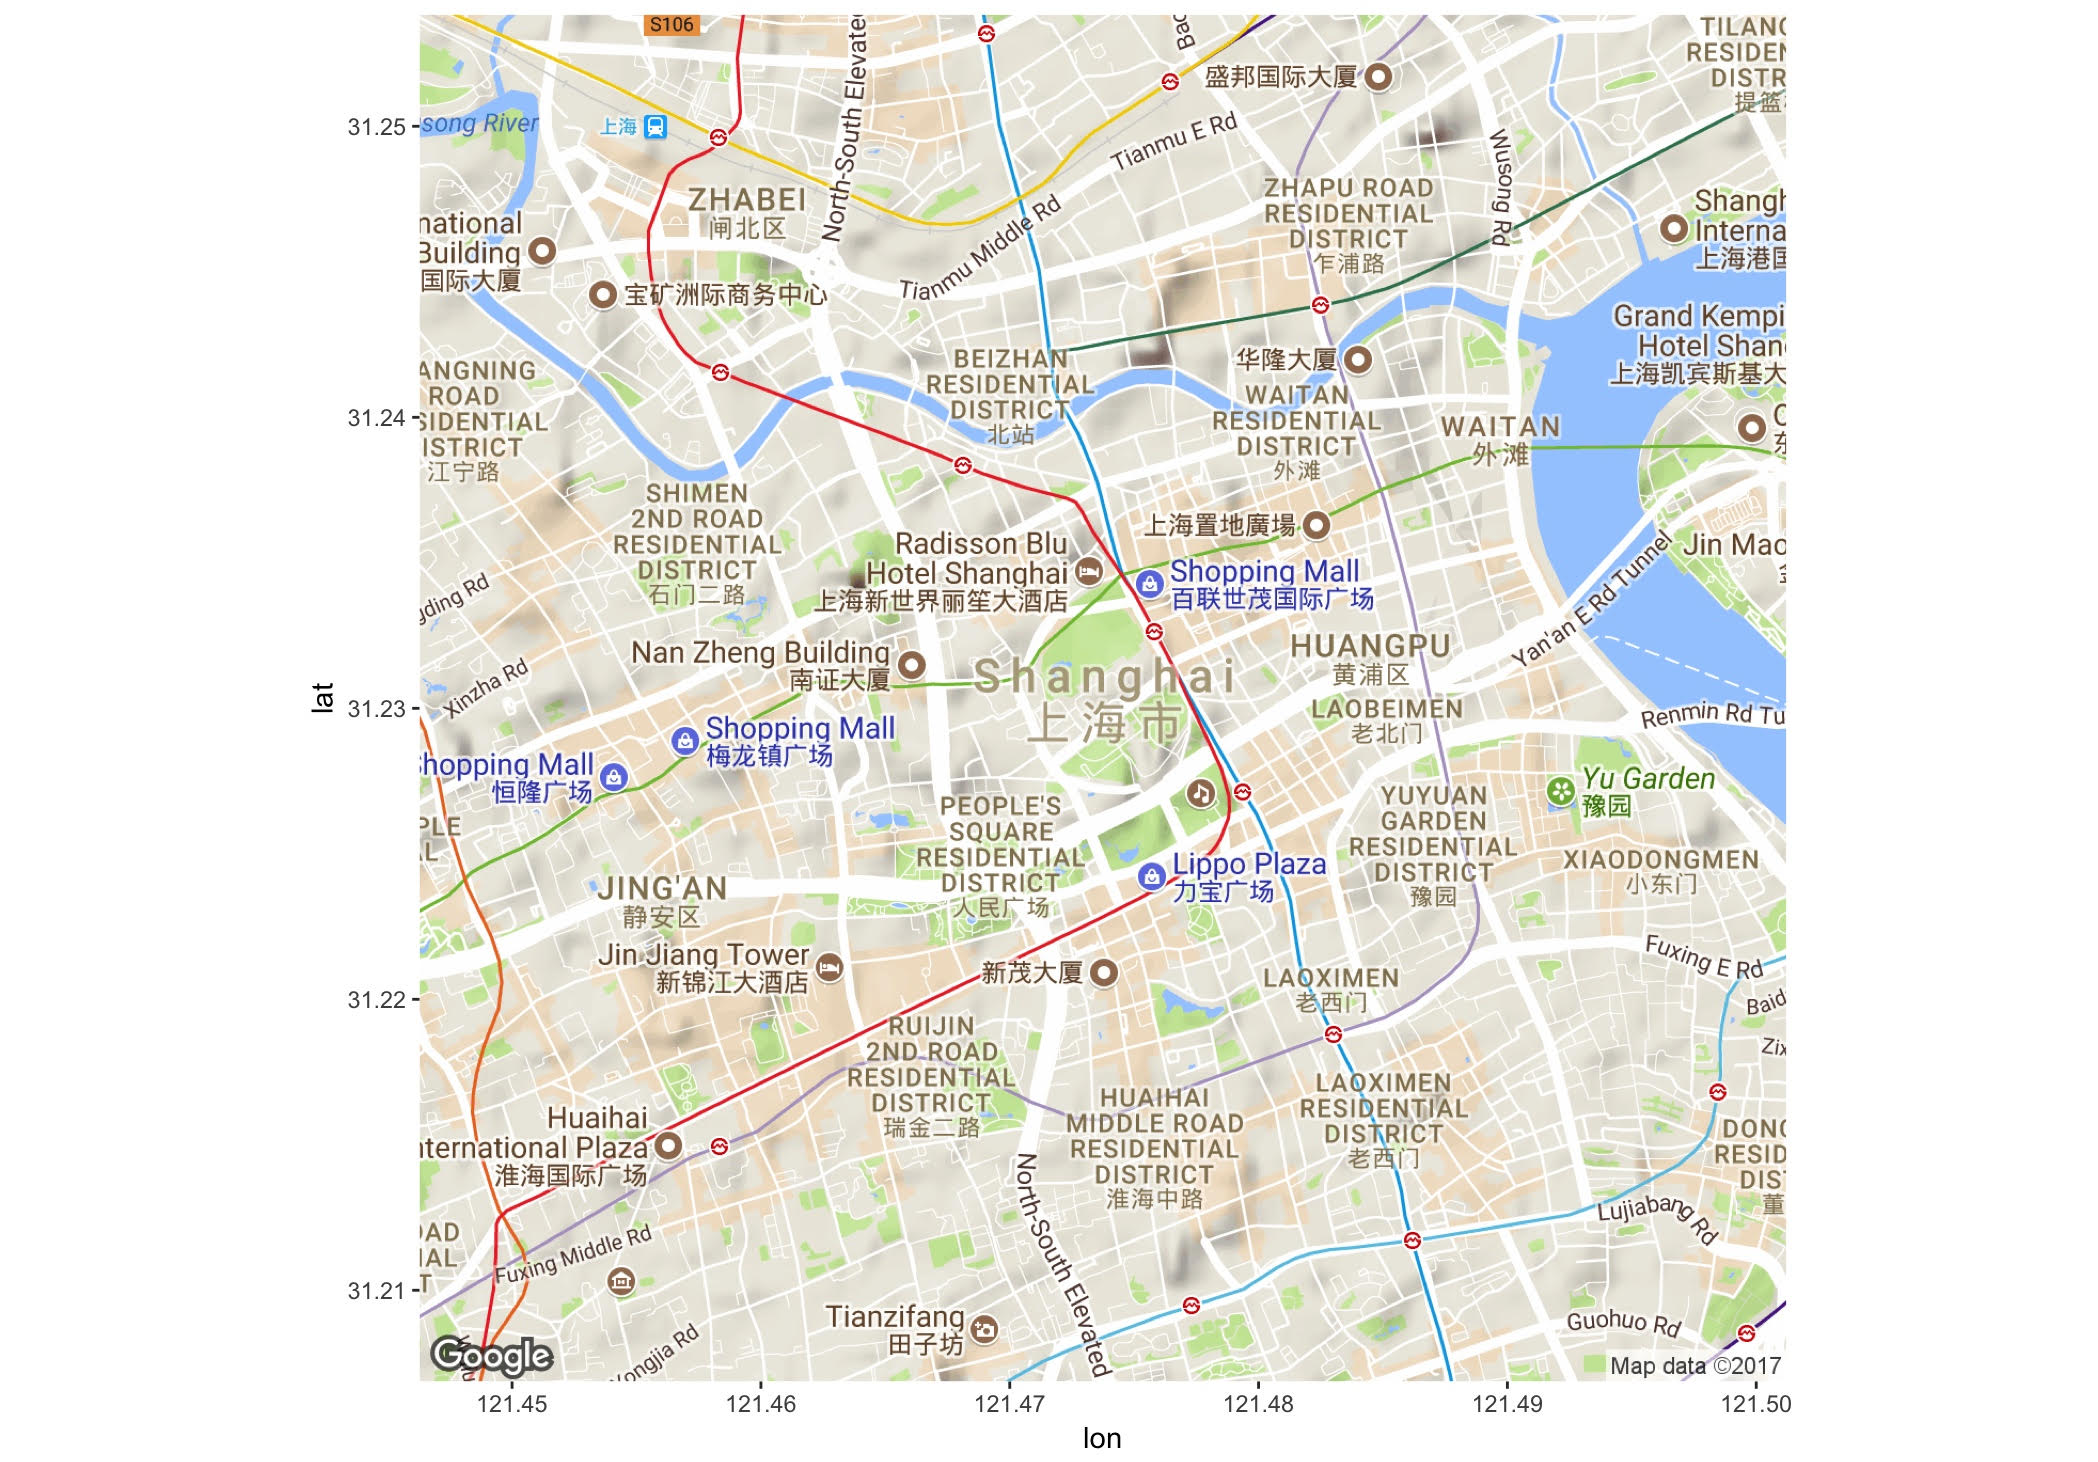 S106
TILANG
RESIDEN
DISTR
提篮
盛邦国际大厦
North-South Elevated
Tianmu E Rd
Wusong Rd
song River
上海
ZHABEI
闸北区
ZHAPU ROAD
RESIDENTIAL
DISTRICT
乍浦路
Tianmu Middle Rd
national
Building
国际大厦
宝矿洲际商务中心
Shangh
Interna
上海港国
Grand Kempi
Hotel Shan
上海凯宾斯基大
ANGNING
ROAD
SIDENTIAL
ISTRICT
江宁路
BEIZHAN
RESIDENTIAL
DISTRICT
北站
华隆大厦
WAITAN
RESIDENTIAL
DISTRICT
外滩
WAITAN
外滩
SHIMEN
2ND ROAD
RESIDENTIAL
DISTRICT
石门二路
上海置地廣場
Radisson Blu
Hotel Shanghai
上海新世界丽笙大酒店
Shopping Mall
百联世茂国际广场
Jin Mao
Yan'an E Rd Tunnel
gding Rd
Xinzha Rd
Nan Zheng Building
南证大厦
Shanghai
上海市
HUANGPU
黄浦区
LAOBEIMEN
老北门
Renmin Rd Tu
Shopping Mall
梅龙镇广场
Shopping Mall
恒隆广场
Yu Garden
豫园
PEOPLE'S
SQUARE
RESIDENTIAL
DISTRICT
人民广场
YUYUAN
GARDEN
RESIDENTIAL
DISTRICT
豫园
XIAODONGMEN
小东门
PLE
AL
Lippo Plaza
力宝广场
JING'AN
静安区
Jin Jiang Tower
新锦江大酒店
新茂大厦
LAOXIMEN
老西门
Fuxing E Rd
Baid
Zix
RUIJIN
2ND ROAD
RESIDENTIAL
DISTRICT
瑞金二路
HUAIHAI
MIDDLE ROAD
RESIDENTIAL
DISTRICT
淮海中路
LAOXIMEN
RESIDENTIAL
DISTRICT
老西门
DONG
RESID
DIS
董
Huaihai
nternational Plaza
淮海国际广场
North-South Elevated
Lujiabang Rd
OAD
IAL
T
Fuxing Middle Rd
Tianzifang
田子坊
Guohuo Rd
Yongjia Rd
Google
Map data ©2017
31.25
31.24
31.23
31.22
31.21
lat
121.45
121.46
121.47
121.48
121.49
121.50
lon